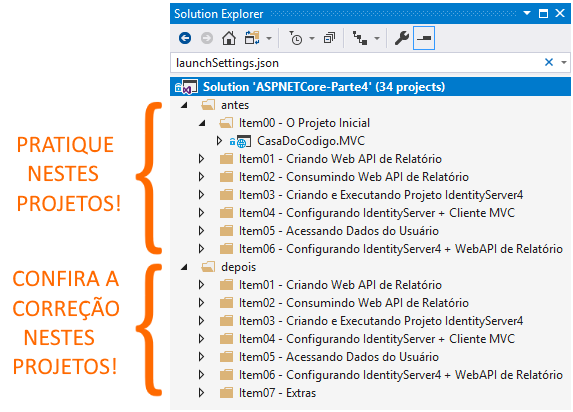 Solution Explorer
launchSettings.json
Solution 'ASPNETCore-Parte4' (34 projects)
antes
Item00 - O Projeto Inicial
CasaDoCodigo.MVC
Item01 - Criando Web API de Relatório
Item02 - Consumindo Web API de Relatório
Item03 - Criando e Executando Projeto IdentityServer4
Item04 - Configurando IdentityServer + Cliente MVC
Item05 - Acessando Dados do Usuário
Item06 - Configurando IdentityServer4 + WebAPI de Relatório
PRATIQUE
NESTES
PROJETOS!
depois
Item01 - Criando Web API de Relatório
Item02 - Consumindo Web API de Relatório
Item03 - Criando e Executando Projeto IdentityServer4
Item04 - Configurando IdentityServer + Cliente MVC
Item05 - Acessando Dados do Usuário
Item06 - Configurando IdentityServer4 + WebAPI de Relatório
Item07 - Extras
CONFIRA A
CORREÇÃO
NESTES
PROJETOS!